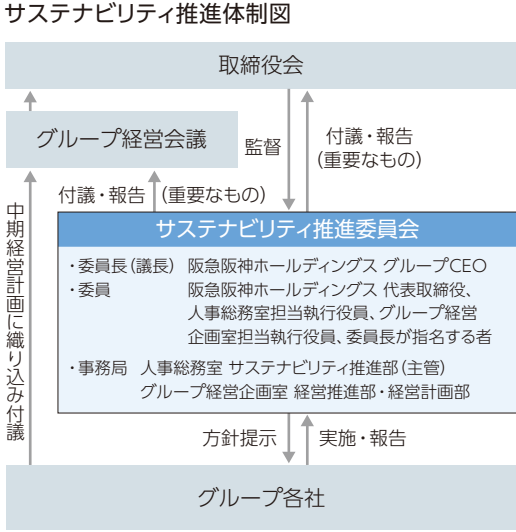 サステナビリティ推進体制図
取締役会
グループ経営会議
監督
付議・報告
(重要なもの)
付議・報告 (重要なもの)
中期経営計画に織り込み付議
サステナビリティ推進委員会
・委員長(議長) 阪急阪神ホールディングス グループCEO
・委員 阪急阪神ホールディングス 代表取締役、
人事総務室担当執行役員、グループ経営
企画室担当執行役員、委員長が指名する者
・事務局 人事総務室 サステナビリティ推進部(主管)
グループ経営企画室 経営推進部・経営計画部
方針提示
実施・報告
グループ各社